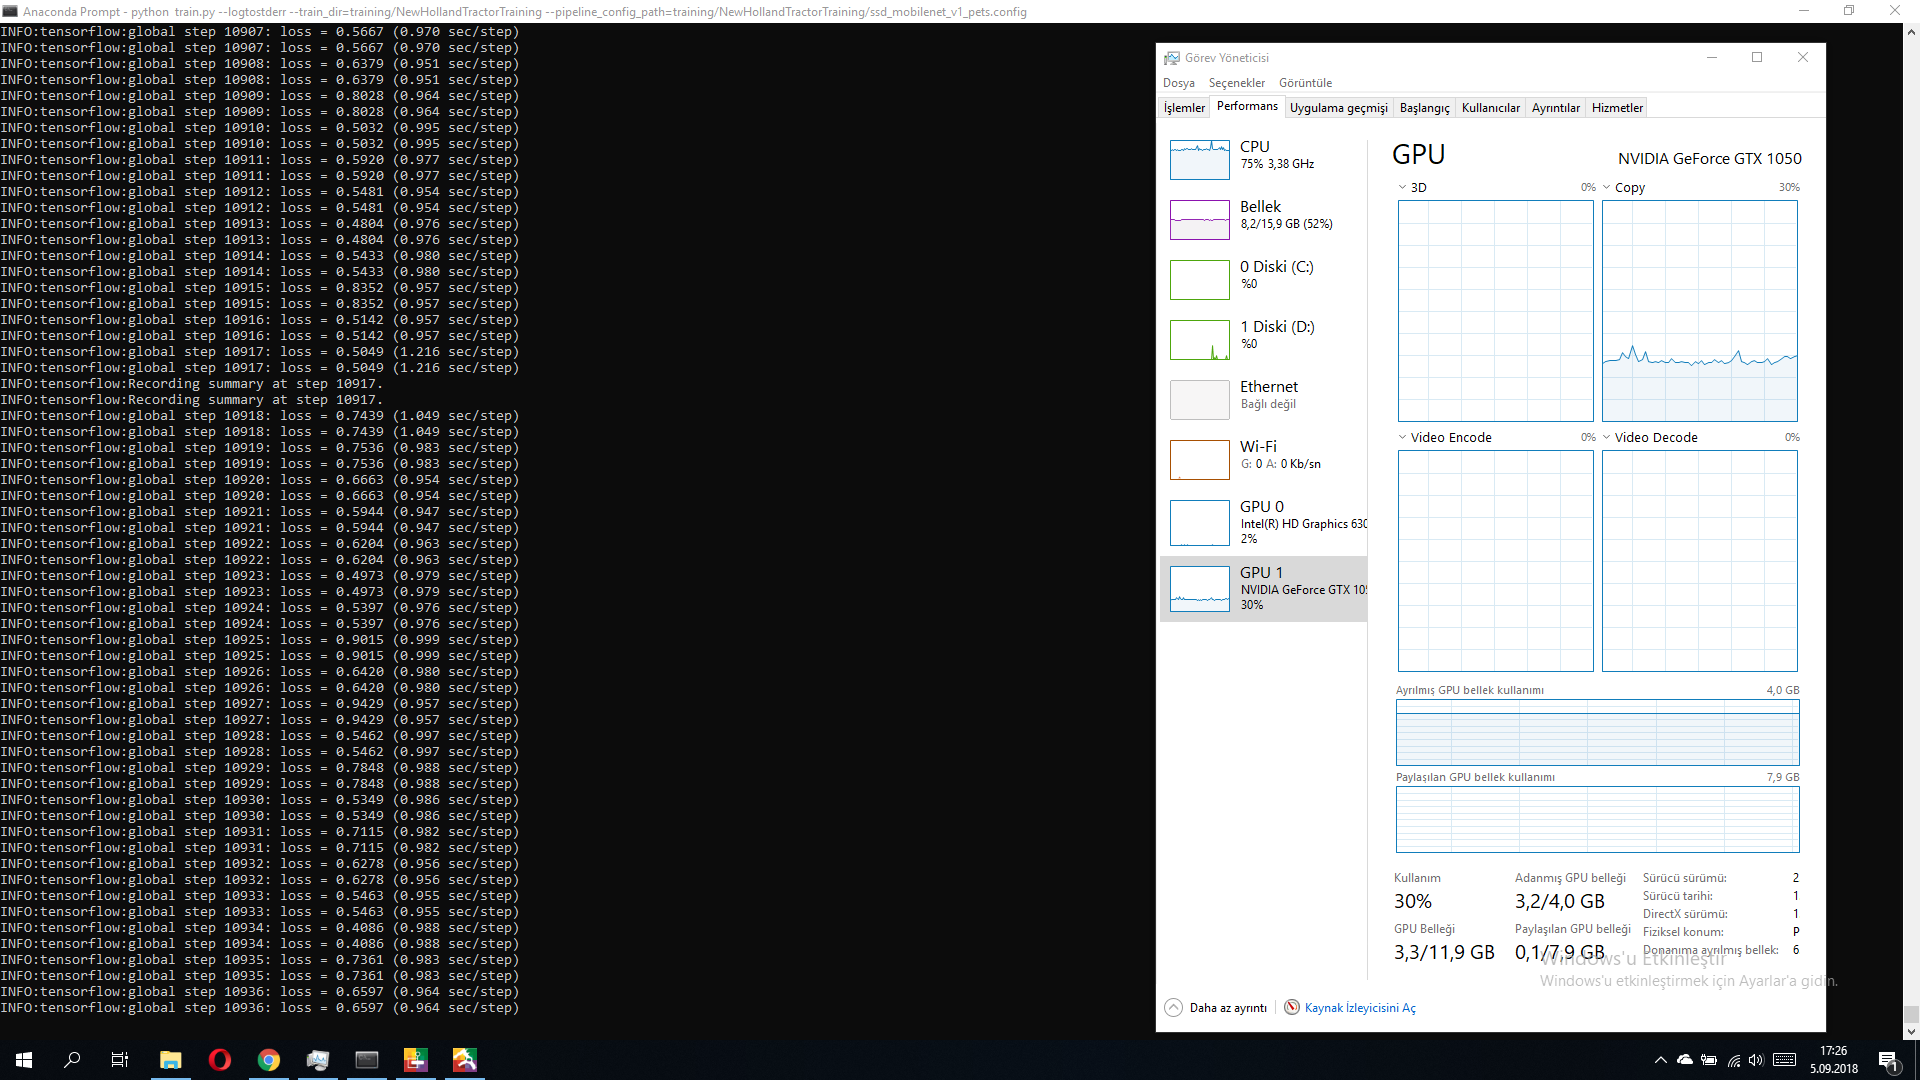 Anaconda Prompt - python  train.py --logtostderr --train_dir=training/NewHollandTractorTraining --pipeline_config_path=training/NewHollandTractorTraining/ssd_mobilenet_v1_pets.config
INFO:tensorflow:global step 10907: loss = 0.5667 (0.970 sec/step)
INFO:tensorflow:global step 10907: loss = 0.5667 (0.970 sec/step)
INFO:tensorflow:global step 10908: loss = 0.6379 (0.951 sec/step)
INFO:tensorflow:global step 10908: loss = 0.6379 (0.951 sec/step)
INFO:tensorflow:global step 10909: loss = 0.8028 (0.964 sec/step)
INFO:tensorflow:global step 10909: loss = 0.8028 (0.964 sec/step)
INFO:tensorflow:global step 10910: loss = 0.5032 (0.995 sec/step)
INFO:tensorflow:global step 10910: loss = 0.5032 (0.995 sec/step)
INFO:tensorflow:global step 10911: loss = 0.5920 (0.977 sec/step)
INFO:tensorflow:global step 10911: loss = 0.5920 (0.977 sec/step)
INFO:tensorflow:global step 10912: loss = 0.5481 (0.954 sec/step)
INFO:tensorflow:global step 10912: loss = 0.5481 (0.954 sec/step)
INFO:tensorflow:global step 10913: loss = 0.4804 (0.976 sec/step)
INFO:tensorflow:global step 10913: loss = 0.4804 (0.976 sec/step)
INFO:tensorflow:global step 10914: loss = 0.5433 (0.980 sec/step)
INFO:tensorflow:global step 10914: loss = 0.5433 (0.980 sec/step)
INFO:tensorflow:global step 10915: loss = 0.8352 (0.957 sec/step)
INFO:tensorflow:global step 10915: loss = 0.8352 (0.957 sec/step)
INFO:tensorflow:global step 10916: loss = 0.5142 (0.957 sec/step)
INFO:tensorflow:global step 10916: loss = 0.5142 (0.957 sec/step)
INFO:tensorflow:global step 10917: loss = 0.5049 (1.216 sec/step)
INFO:tensorflow:global step 10917: loss = 0.5049 (1.216 sec/step)
INFO:tensorflow:Recording summary at step 10917.
INFO:tensorflow:Recording summary at step 10917.
INFO:tensorflow:global step 10918: loss = 0.7439 (1.049 sec/step)
INFO:tensorflow:global step 10918: loss = 0.7439 (1.049 sec/step)
INFO:tensorflow:global step 10919: loss = 0.7536 (0.983 sec/step)
INFO:tensorflow:global step 10919: loss = 0.7536 (0.983 sec/step)
INFO:tensorflow:global step 10920: loss = 0.6663 (0.954 sec/step)
INFO:tensorflow:global step 10920: loss = 0.6663 (0.954 sec/step)
INFO:tensorflow:global step 10921: loss = 0.5944 (0.947 sec/step)
INFO:tensorflow:global step 10921: loss = 0.5944 (0.947 sec/step)
INFO:tensorflow:global step 10922: loss = 0.6204 (0.963 sec/step)
INFO:tensorflow:global step 10922: loss = 0.6204 (0.963 sec/step)
INFO:tensorflow:global step 10923: loss = 0.4973 (0.979 sec/step)
INFO:tensorflow:global step 10923: loss = 0.4973 (0.979 sec/step)
INFO:tensorflow:global step 10924: loss = 0.5397 (0.976 sec/step)
INFO:tensorflow:global step 10924: loss = 0.5397 (0.976 sec/step)
INFO:tensorflow:global step 10925: loss = 0.9015 (0.999 sec/step)
INFO:tensorflow:global step 10925: loss = 0.9015 (0.999 sec/step)
INFO:tensorflow:global step 10926: loss = 0.6420 (0.980 sec/step)
INFO:tensorflow:global step 10926: loss = 0.6420 (0.980 sec/step)
INFO:tensorflow:global step 10927: loss = 0.9429 (0.957 sec/step)
INFO:tensorflow:global step 10927: loss = 0.9429 (0.957 sec/step)
INFO:tensorflow:global step 10928: loss = 0.5462 (0.997 sec/step)
INFO:tensorflow:global step 10928: loss = 0.5462 (0.997 sec/step)
INFO:tensorflow:global step 10929: loss = 0.7848 (0.988 sec/step)
INFO:tensorflow:global step 10929: loss = 0.7848 (0.988 sec/step)
INFO:tensorflow:global step 10930: loss = 0.5349 (0.986 sec/step)
INFO:tensorflow:global step 10930: loss = 0.5349 (0.986 sec/step)
INFO:tensorflow:global step 10931: loss = 0.7115 (0.982 sec/step)
INFO:tensorflow:global step 10931: loss = 0.7115 (0.982 sec/step)
INFO:tensorflow:global step 10932: loss = 0.6278 (0.956 sec/step)
INFO:tensorflow:global step 10932: loss = 0.6278 (0.956 sec/step)
INFO:tensorflow:global step 10933: loss = 0.5463 (0.955 sec/step)
INFO:tensorflow:global step 10933: loss = 0.5463 (0.955 sec/step)
INFO:tensorflow:global step 10934: loss = 0.4086 (0.988 sec/step)
INFO:tensorflow:global step 10934: loss = 0.4086 (0.988 sec/step)
INFO:tensorflow:global step 10935: loss = 0.7361 (0.983 sec/step)
INFO:tensorflow:global step 10935: loss = 0.7361 (0.983 sec/step)
INFO:tensorflow:global step 10936: loss = 0.6597 (0.964 sec/step)
INFO:tensorflow:global step 10936: loss = 0.6597 (0.964 sec/step)
Görev Yöneticisi
Dosya Seçenekler Görüntüle
İşlemler Performans Uygulama geçmişi Başlangıç Kullanıcılar Ayrıntılar Hizmetler
CPU
75% 3,38 GHz
Bellek
8,2/15,9 GB (52%)
0 Diski (C:)
%0
1 Diski (D:)
%0
Ethernet
Bağlı değil
Wi-Fi
G: 0 A: 0 Kb/sn
GPU 0
Intel(R) HD Graphics 630
2%
GPU 1
NVIDIA GeForce GTX 105
30%
GPU NVIDIA GeForce GTX 1050
3D 0% Copy 30%
Video Encode 0% Video Decode 0%
Ayrılmış GPU bellek kullanımı 4,0 GB
Paylaşılan GPU bellek kullanımı 7,9 GB
Kullanım
30%
Adanmış GPU belleği
3,2/4,0 GB
GPU Belleği
3,3/11,9 GB
Paylaşılan GPU belleği
0,1/7,9 GB
Sürücü sürümü: 2
Sürücü tarihi: 1
DirectX sürümü: 1
Fiziksel konum: P
Donanıma ayrılmış bellek: 6
Windows'u Etkinleştir
Windows'u etkinleştirmek için Ayarlar'a gidin.
Daha az ayrıntı Kaynak İzleyicisini Aç
17:26
5.09.2018
1